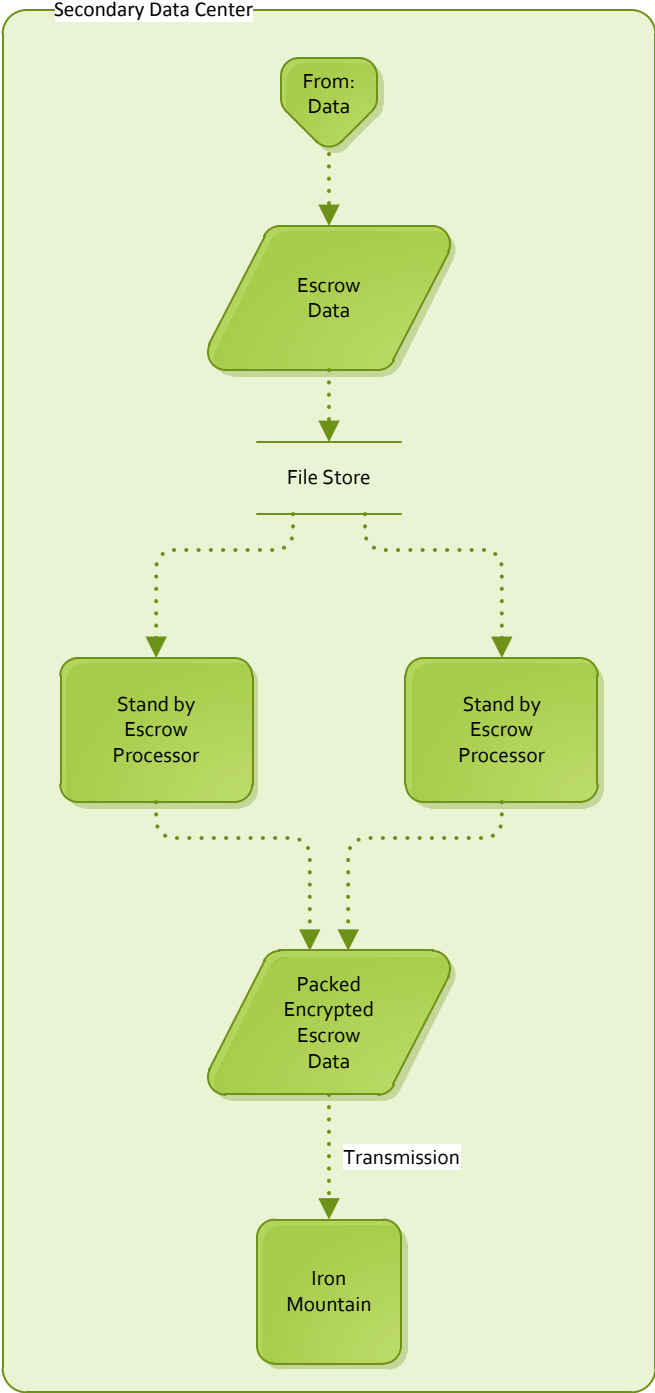 Secondary Data Center
From:
Data
Escrow
Data
File Store
Stand by
Escrow
Processor
Stand by
Escrow
Processor
Packed
Encrypted
Escrow
Data
Transmission
Iron
Mountain